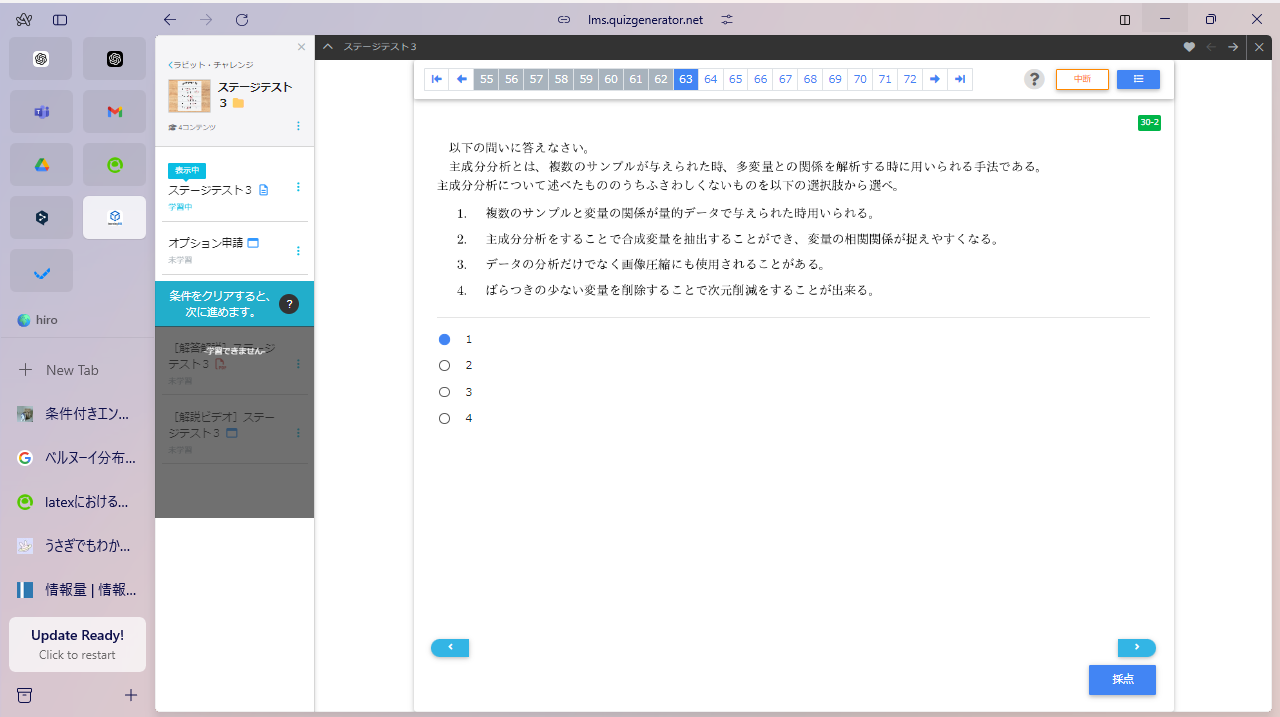 lms.quizgenerator.net
ステージテスト3
ラビット・チャレンジ
ステージテスト
3
4コンテンツ
表示中
ステージテスト3
学習中
オプション申請
未学習
条件をクリアすると、
次に進めます。
?
［解答解説］ステージ
-学習できません-
テスト3
未学習
［解説ビデオ］ステー
ジテスト3
未学習
hiro
New Tab
条件付きエン...
ベルヌーイ分布...
latexにおける...
うさぎでもわか...
情報量 | 情報...
Update Ready!
Click to restart
55 56 57 58 59 60 61 62 63 64 65 66 67 68 69 70 71 72
?
中断
30-2
以下の問いに答えなさい。
主成分分析とは、複数のサンプルが与えられた時、多変量との関係を解析する時に用いられる手法である。
主成分分析について述べたもののうちふさわしくないものを以下の選択肢から選べ。
1. 複数のサンプルと変量の関係が量的データで与えられた時用いられる。
2. 主成分分析をすることで合成変量を抽出することができ、変量の相関関係が捉えやすくなる。
3. データの分析だけでなく画像圧縮にも使用されることがある。
4. ばらつきの少ない変量を削除することで次元削減をすることが出来る。
1
2
3
4
採点